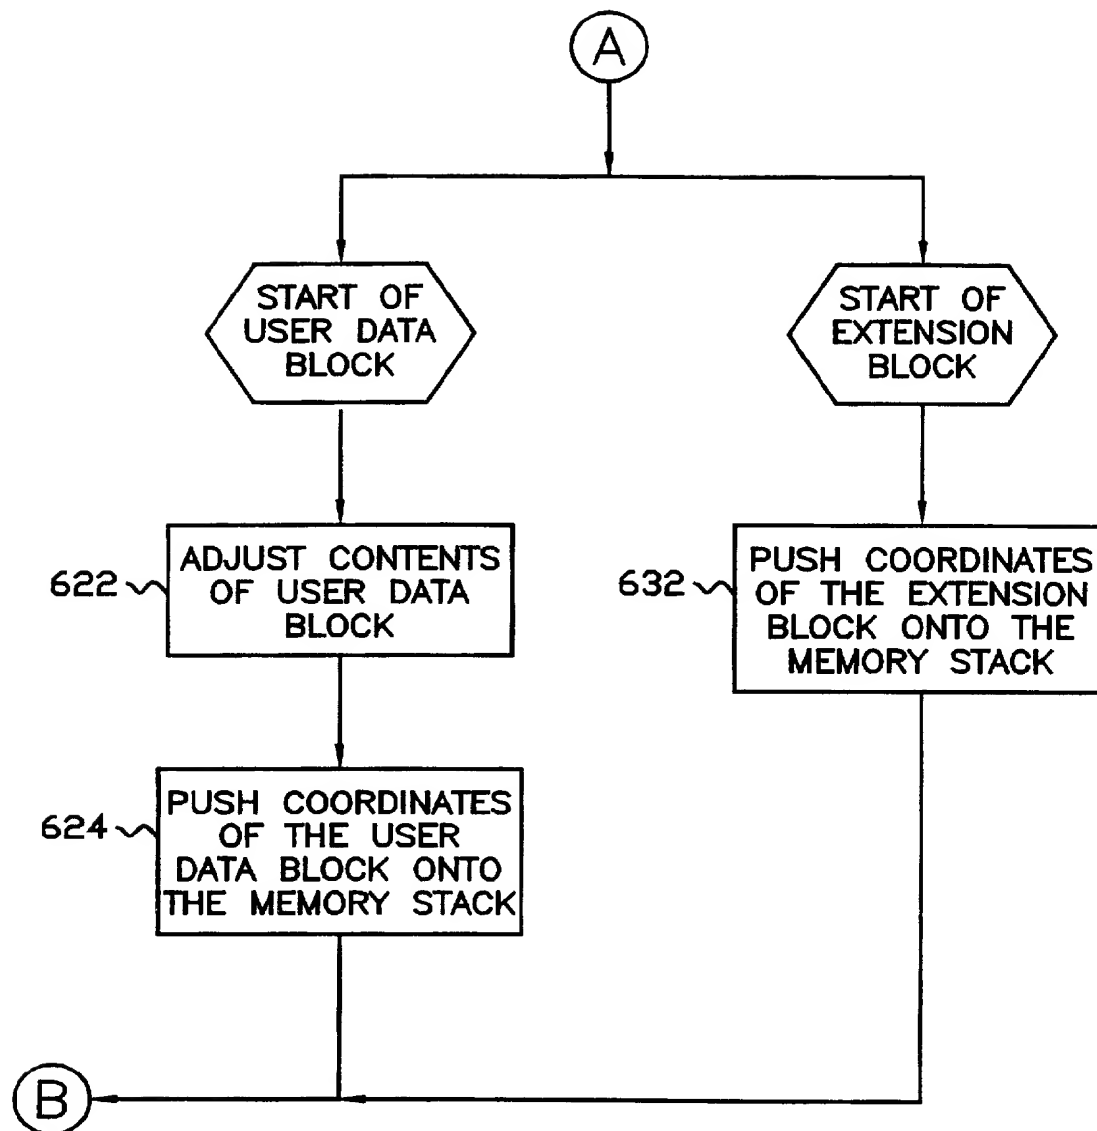 A
START OF
USER DATA
BLOCK
START OF
EXTENSION
BLOCK
622
ADJUST CONTENTS
OF USER DATA
BLOCK
632
PUSH COORDINATES
OF THE EXTENSION
BLOCK ONTO THE
MEMORY STACK
624
PUSH COORDINATES
OF THE USER
DATA BLOCK ONTO
THE MEMORY STACK
B